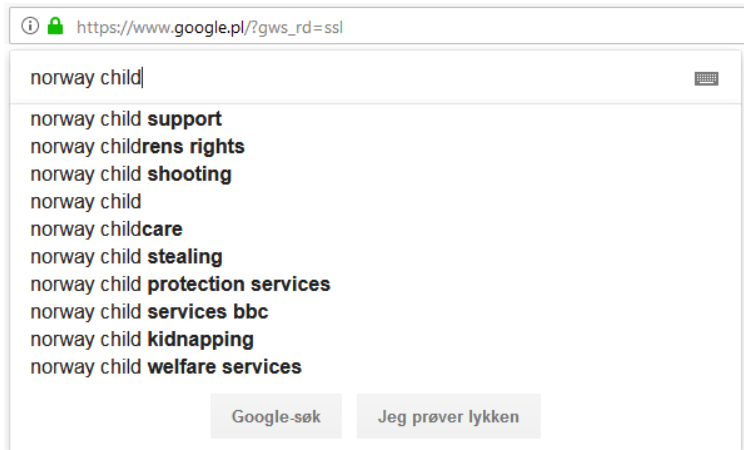 https://www.google.pl/?gws_rd=ssl
norway child
norway child support
norway childrens rights
norway child shooting
norway child
norway childcare
norway child stealing
norway child protection services
norway child services bbc
norway child kidnapping
norway child welfare services
Google-søk Jeg prøver lykken